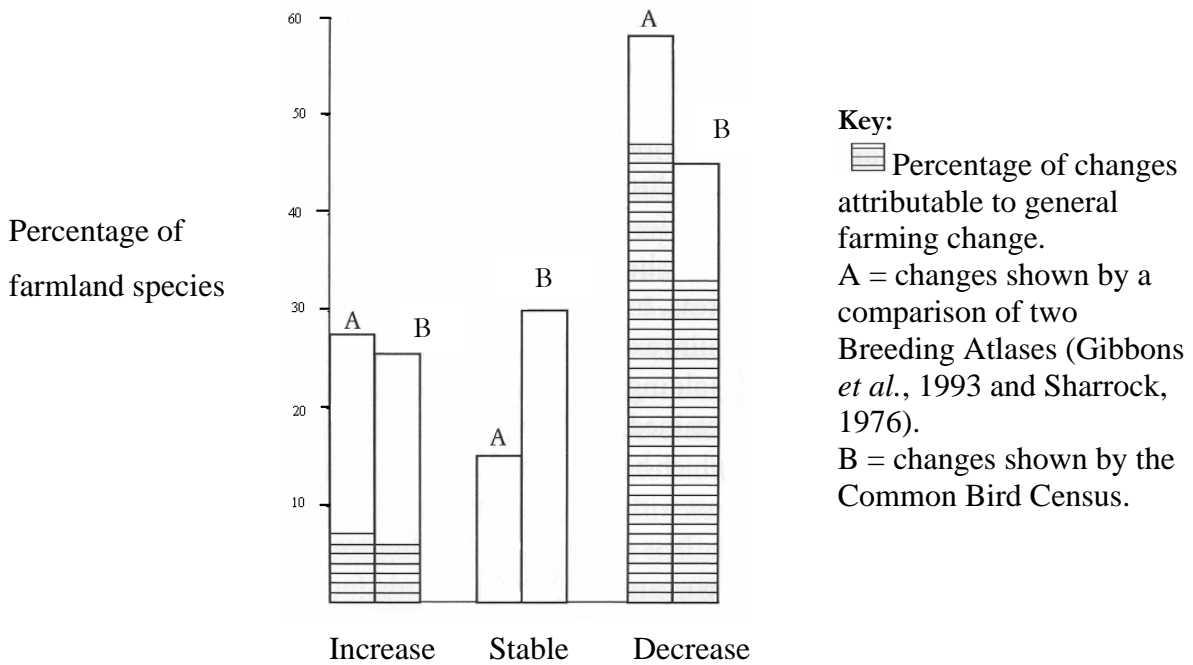 60
50
40
30
20
10
Percentage of
farmland species
A
B
A
B
A
B
Increase Stable Decrease
Key:
Percentage of changes
attributable to general
farming change.
A = changes shown by a
comparison of two
Breeding Atlases (Gibbons
et al., 1993 and Sharrock,
1976).
B = changes shown by the
Common Bird Census.